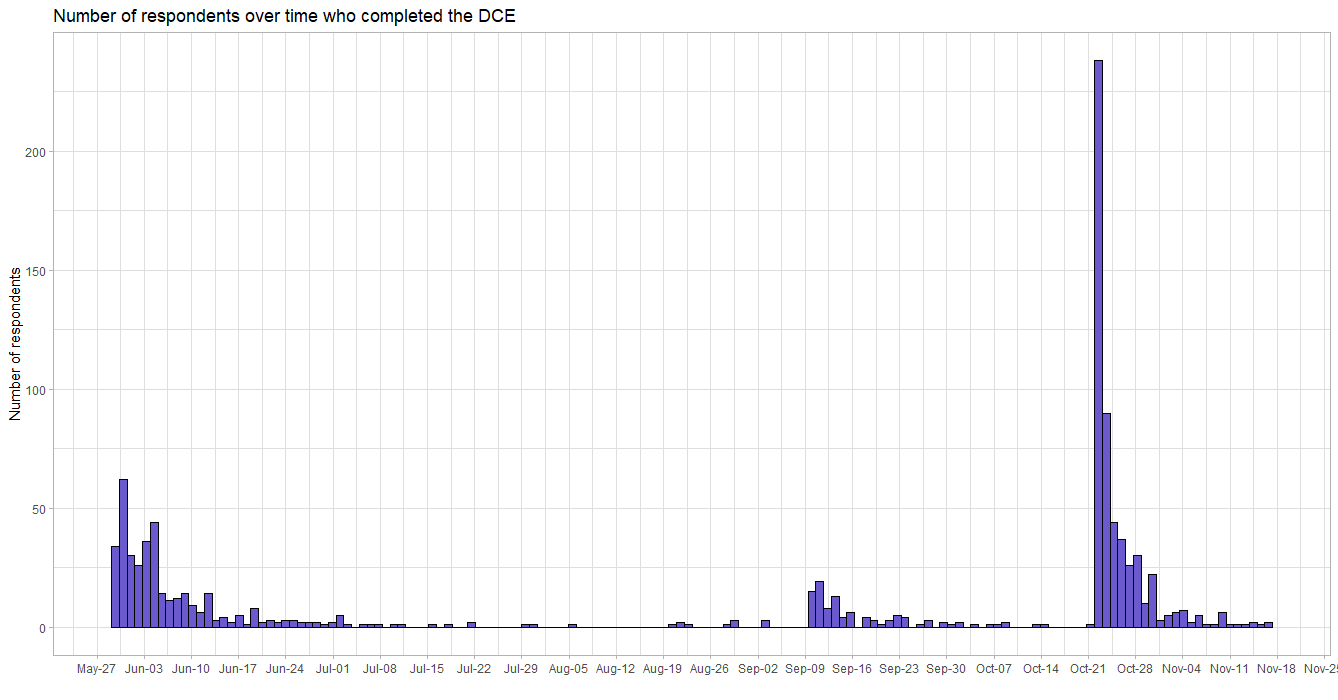 Number of respondents over time who completed the DCE
Number of respondents
200
150
100
50
0
May-27 Jun-03 Jun-10 Jun-17 Jun-24 Jul-01 Jul-08 Jul-15 Jul-22 Jul-29 Aug-05 Aug-12 Aug-19 Aug-26 Sep-02 Sep-09 Sep-16 Sep-23 Sep-30 Oct-07 Oct-14 Oct-21 Oct-28 Nov-04 Nov-11 Nov-18 Nov-25